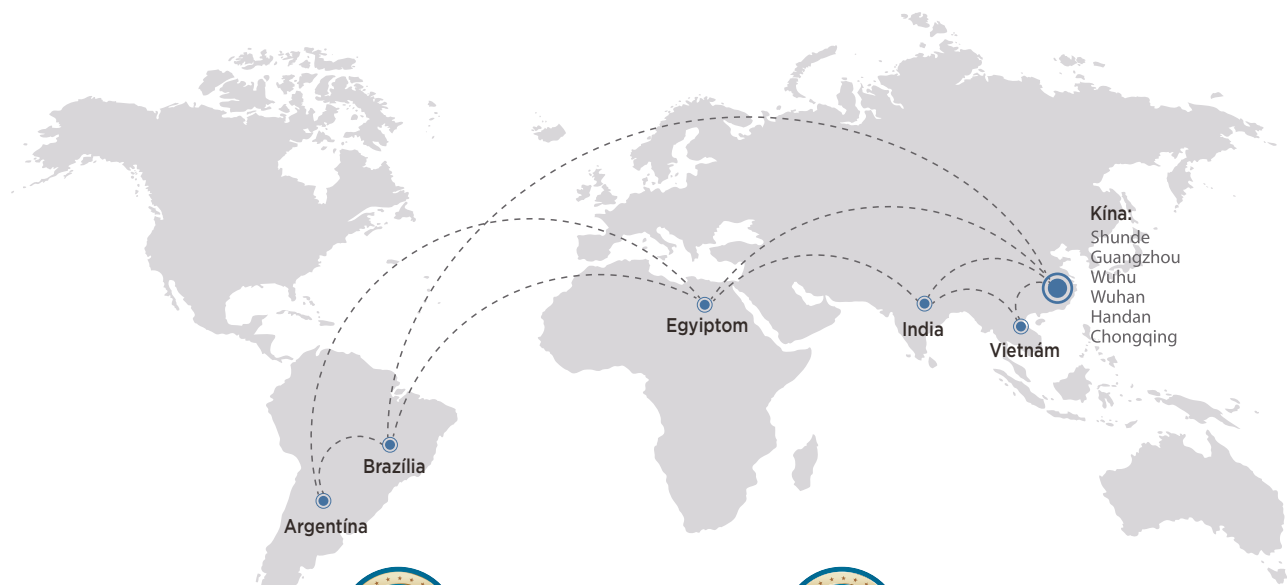 Kína:
Shunde
Guangzhou
Wuhu
Wuhan
Handan
Chongqing
Egyiptom
India
Vietnám
Brazília
Argentína